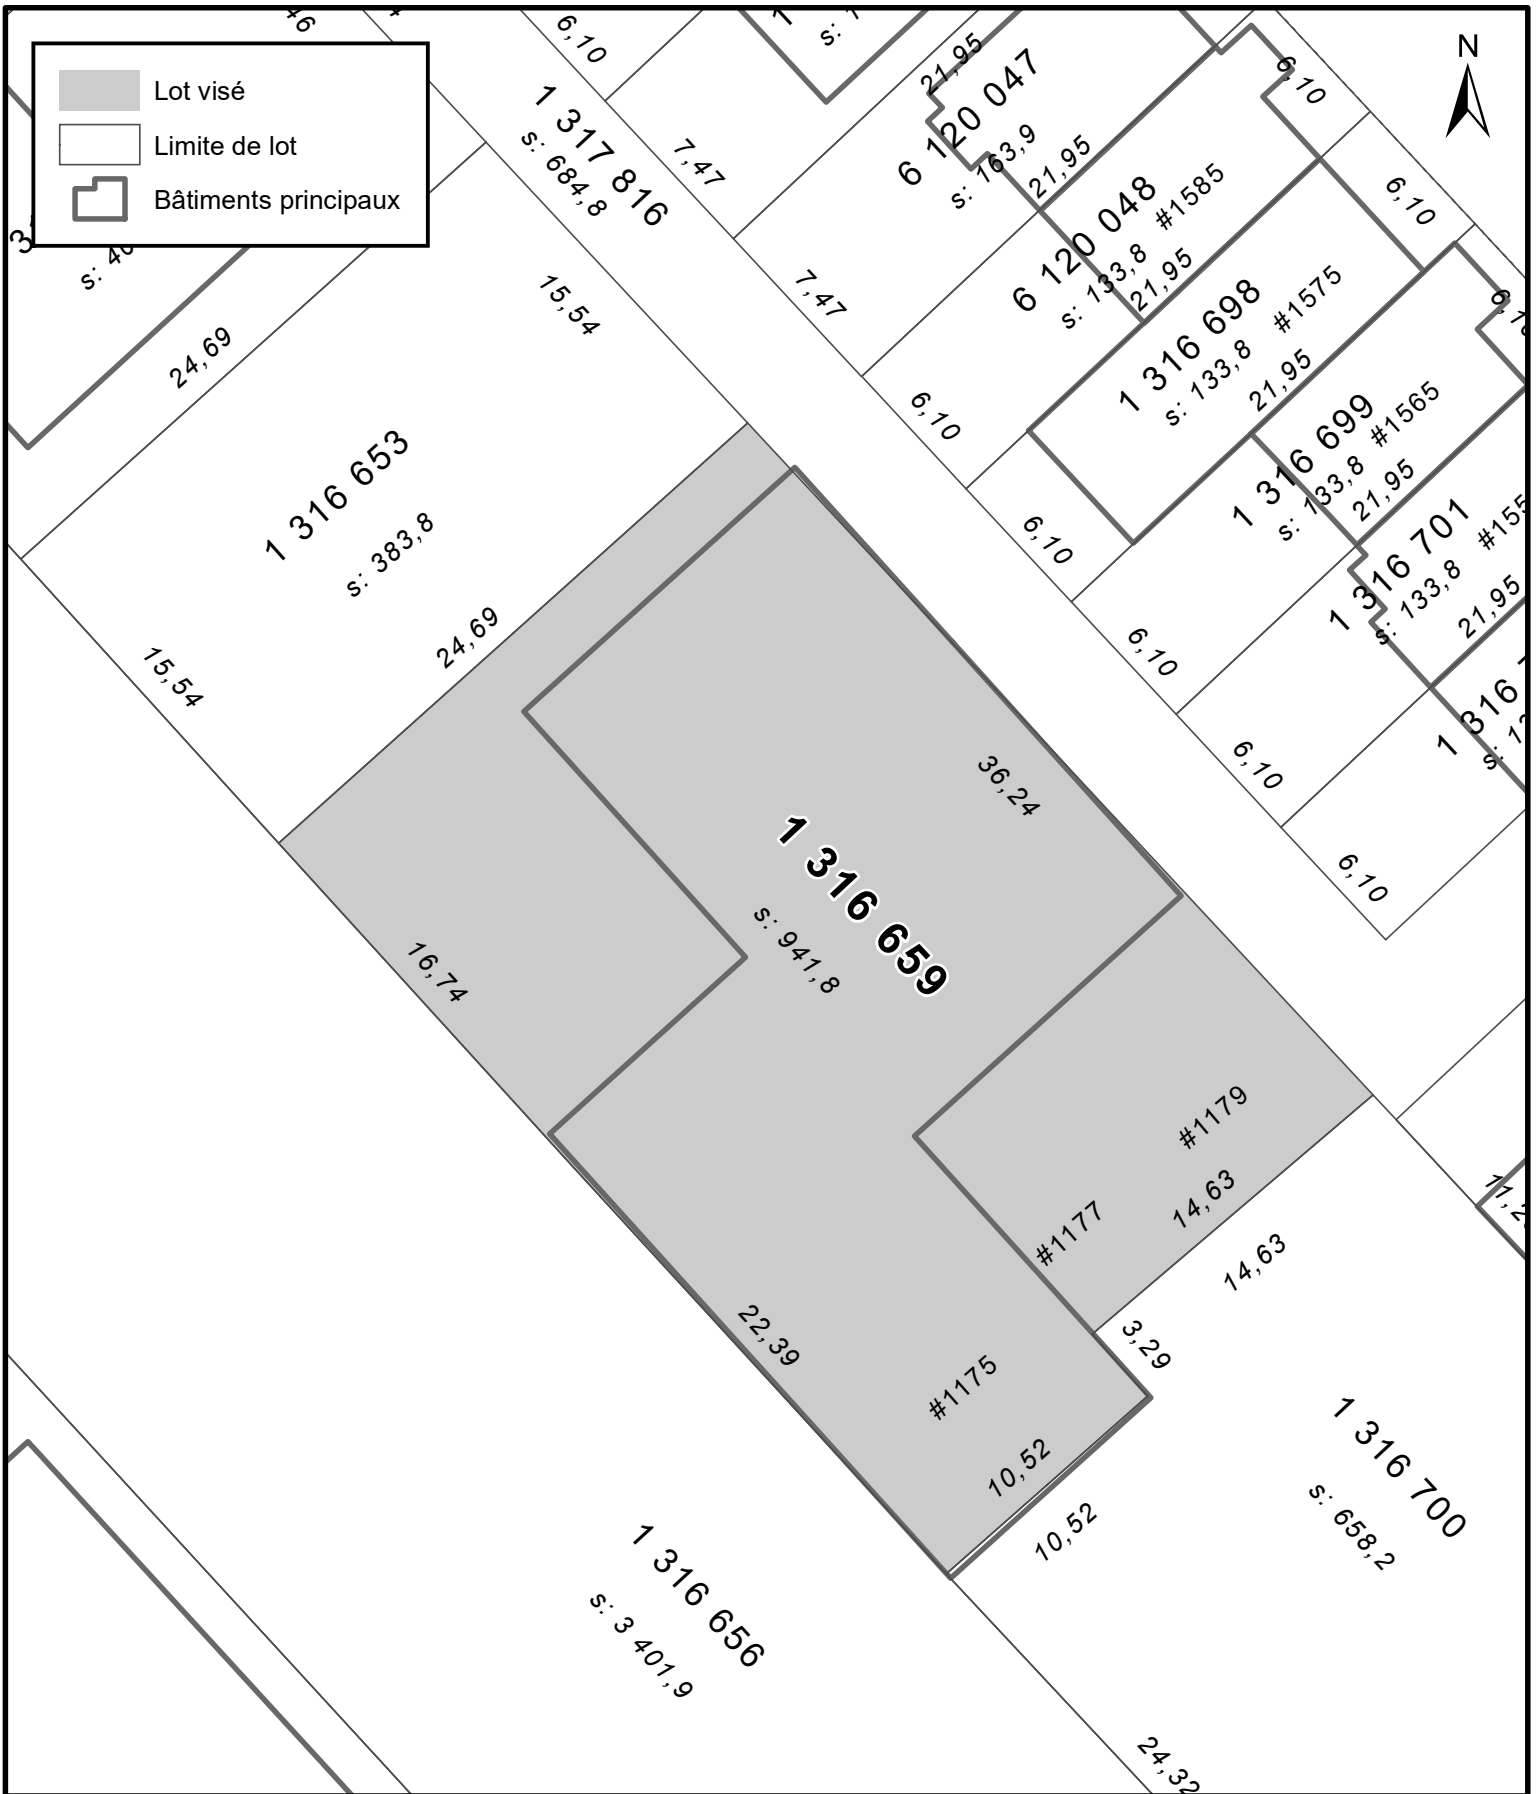 46
6,10
N
Lot visé
Limite de lot
Bâtiments principaux
1 317 816
s: 684,8
7,47
7,47
21,95
6 120 047
s: 163,9
21,95
6,10
6 120 048
s: 133,8
#1585
21,95
6,10
1 316 698
s: 133,8
#1575
21,95
1 316 699
s: 133,8
#1565
21,95
1 316 701
s: 133,8
21,95
24,69
15,54
1 316 653
s: 383,8
24,69
15,54
6,10
6,10
6,10
6,10
6,10
36,24
1 316 659
s: 941,8
16,74
#1179
14,63
#1177
14,63
3,29
22,39
#1175
10,52
10,52
1 316 700
s: 658,2
1 316 656
s: 3 401,9
24,32